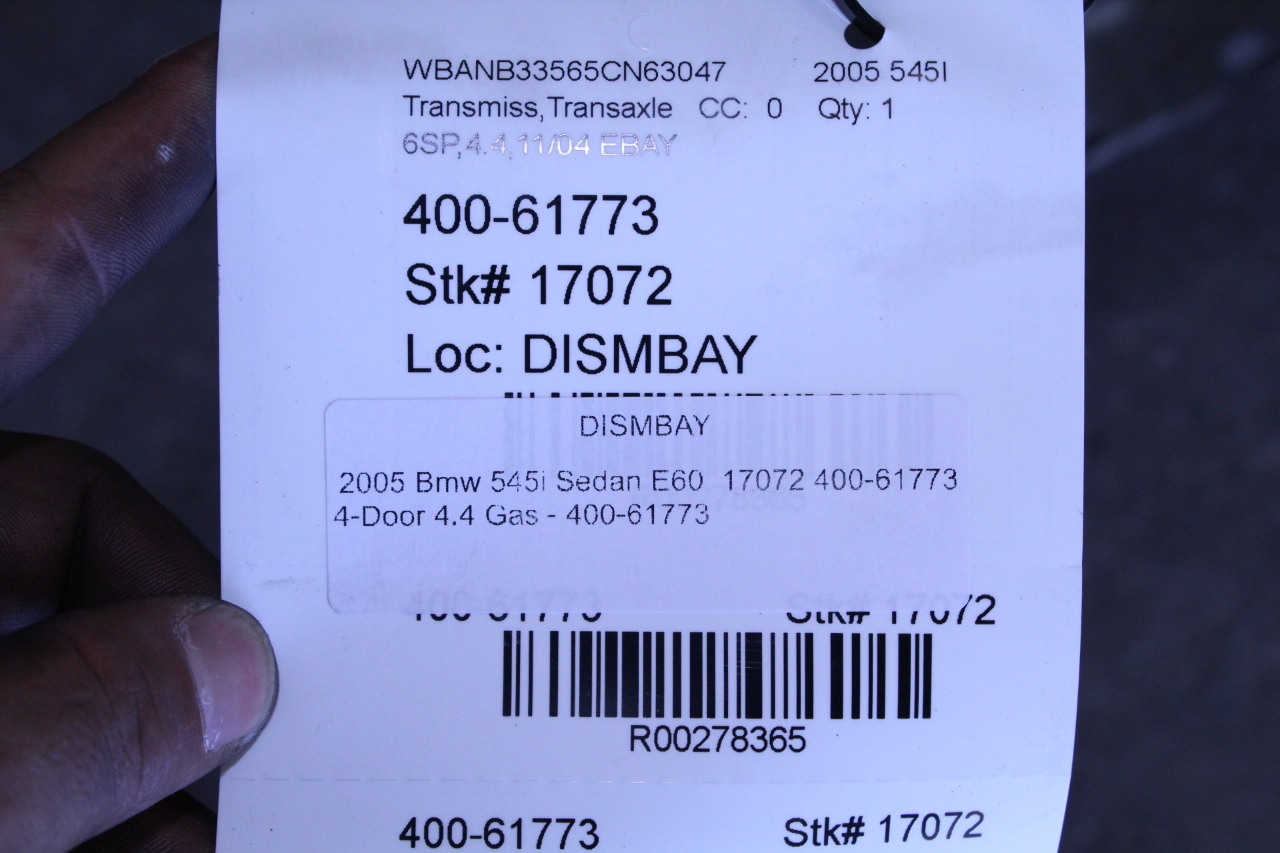 WBANB33565CN63047 2005 545I
Transmiss,Transaxle CC: 0 Qty: 1
6SP,4.4,11/04 EBAY
400-61773
Stk# 17072
Loc: DISMBAY
DISMBAY
2005 Bmw 545i Sedan E60 17072 400-61773
4-Door 4.4 Gas - 400-61773
400-61773 Stk# 17072
R00278365
400-61773 Stk# 17072